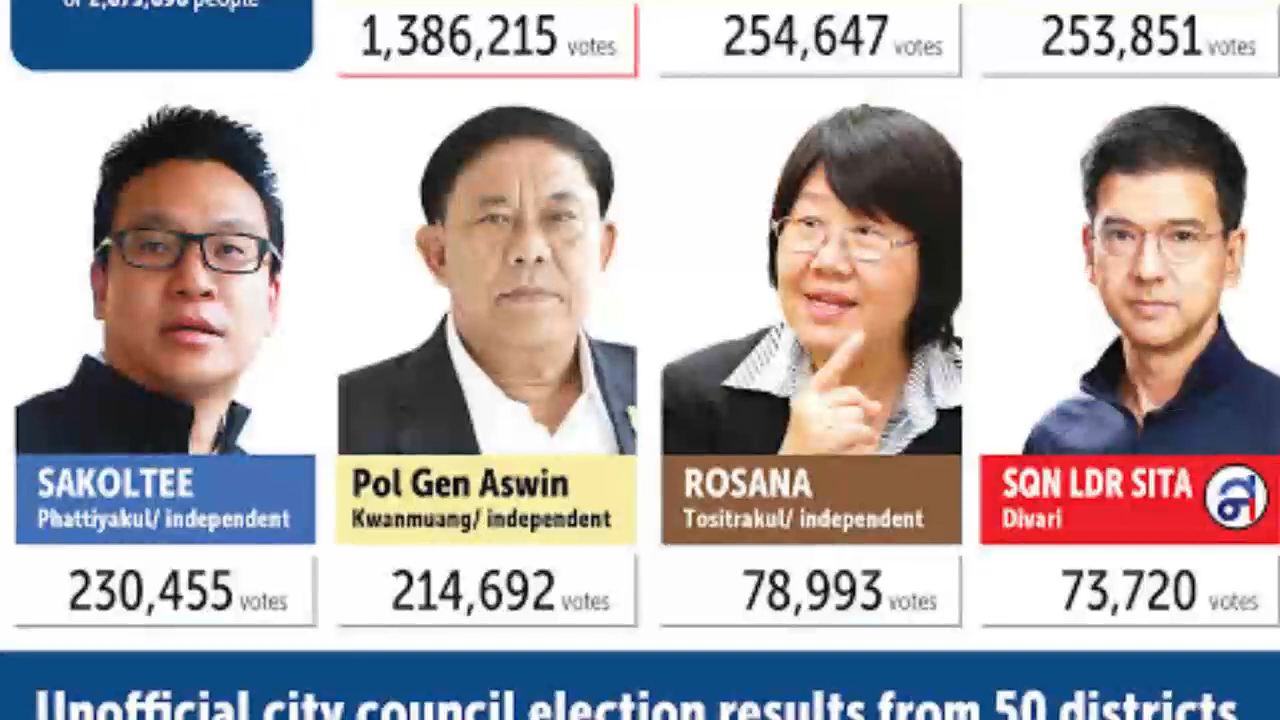 1,386,215 votes
254,647 votes
253,851 votes
SAKOLTEE
Phattiyakul/ independent
Pol Gen Aswin
Kwanmuang/ independent
ROSANA
Tositrakul/ independent
SQN LDR SITA
Divari
230,455 votes
214,692 votes
78,993 votes
73,720 votes
Unofficial city council election results from 50 districts